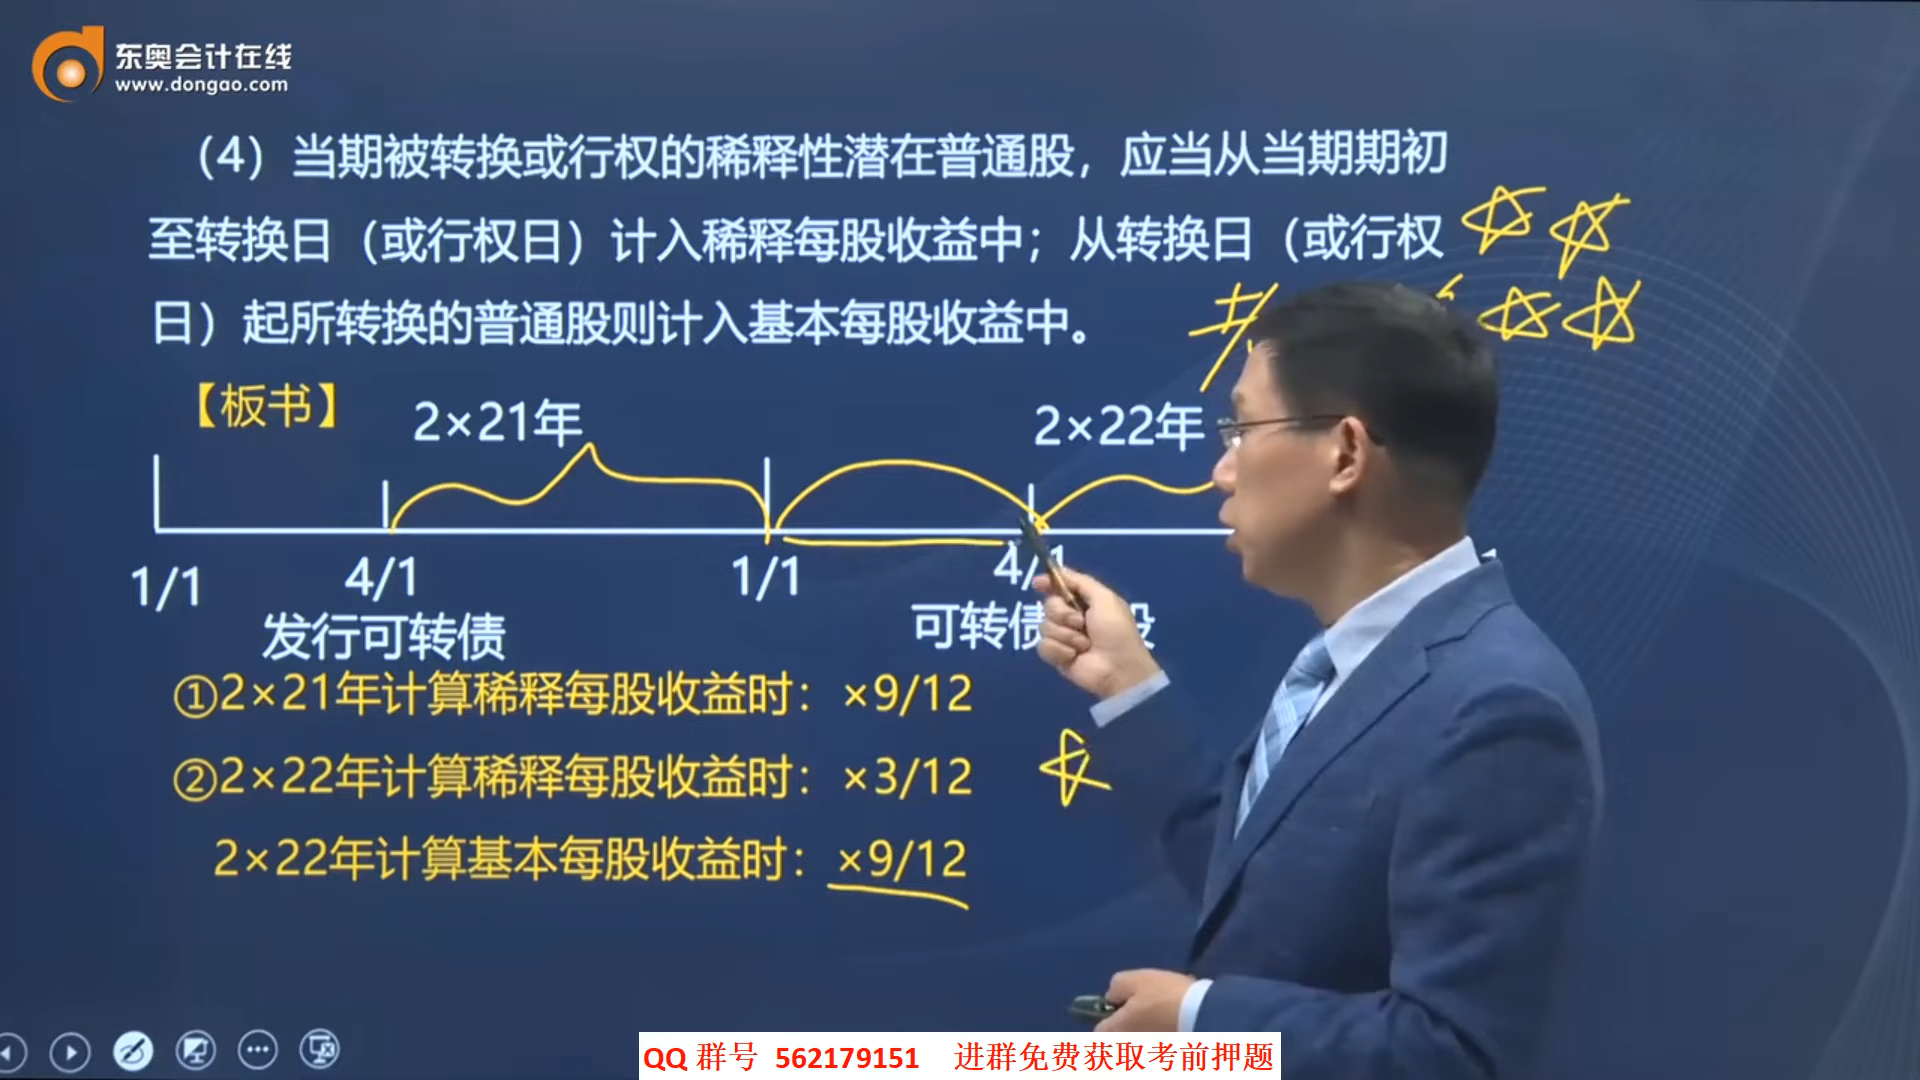 东奥会计在线
www.dongao.com
（4）当期被转换或行权的稀释性潜在普通股，应当从当期期初
至转换日（或行权日）计入稀释每股收益中；从转换日（或行权
日）起所转换的普通股则计入基本每股收益中。
【板书】
2×21年 2×22年
1/1 4/1 1/1 4/1
发行可转债 可转债 股
①2×21年计算稀释每股收益时：×9/12
②2×22年计算稀释每股收益时：×3/12
2×22年计算基本每股收益时：×9/12
QQ 群号 562179151 进群免费获取考前押题